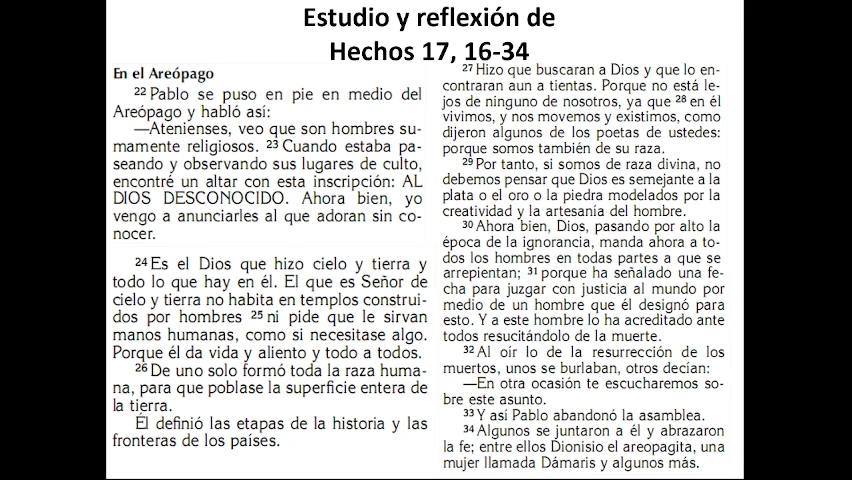 Estudio y reflexión de
Hechos 17, 16-34
En el Areópago
22 Pablo se puso en pie en medio del
Areópago y habló así:
—Atenienses, veo que son hombres su-
mamente religiosos. 23 Cuando estaba pa-
seando y observando sus lugares de culto,
encontré un altar con esta inscripción: AL
DIOS DESCONOCIDO. Ahora bien, yo
vengo a anunciarles al que adoran sin co-
nocer.
24 Es el Dios que hizo cielo y tierra y
todo lo que hay en él. El que es Señor de
cielo y tierra no habita en templos construi-
dos por hombres 25 ni pide que le sirvan
manos humanas, como si necesitase algo.
Porque él da vida y aliento y todo a todos.
26 De uno solo formó toda la raza huma-
na, para que poblase la superficie entera de
la tierra.
Él definió las etapas de la historia y las
fronteras de los países.
27 Hizo que buscaran a Dios y que lo en-
contraran aun a tientas. Porque no está le-
jos de ninguno de nosotros, ya que 28 en él
vivimos, y nos movemos y existimos, como
dijeron algunos de los poetas de ustedes:
porque somos también de su raza.
29 Por tanto, si somos de raza divina, no
debemos pensar que Dios es semejante a la
plata o el oro o la piedra modelados por la
creatividad y la artesanía del hombre.
30 Ahora bien, Dios, pasando por alto la
época de la ignorancia, manda ahora a to-
dos los hombres en todas partes a que se
arrepientan; 31 porque ha señalado una fe-
cha para juzgar con justicia al mundo por
medio de un hombre que él designó para
esto. Y a este hombre lo ha acreditado ante
todos resucitándolo de la muerte.
32 Al oír lo de la resurrección de los
muertos, unos se burlaban, otros decían:
—En otra ocasión te escucharemos so-
bre este asunto.
33 Y así Pablo abandonó la asamblea.
34 Algunos se juntaron a él y abrazaron
la fe; entre ellos Dionisio el areopagita, una
mujer llamada Dámaris y algunos más.